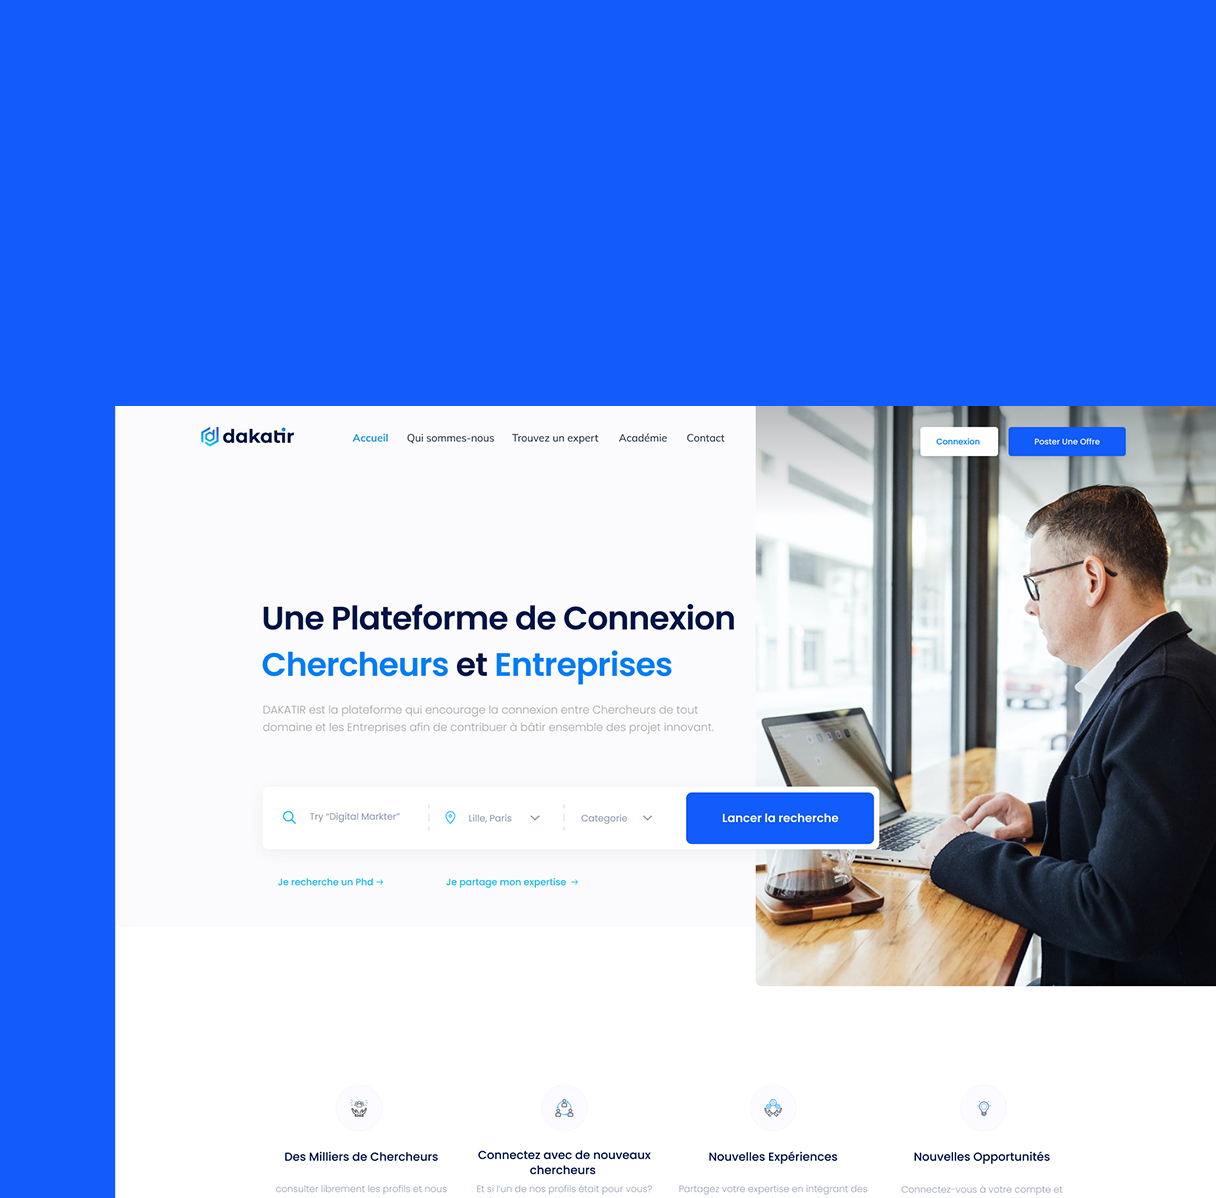 dakatir
Accueil
Qui sommes-nous
Trouvez un expert
Académie
Contact
Connexion
Poster Une Offre
Une Plateforme de Connexion
Chercheurs et Entreprises
DAKATIR est la plateforme qui encourage la connexion entre Chercheurs de tout
domaine et les Entreprises afin de contribuer à bâtir ensemble des projet innovant.
Try “Digital Markter”
Lille, Paris
Categorie
Lancer la recherche
Je recherche un Phd →
Je partage mon expertise →
Des Milliers de Chercheurs
consulter librement les profils et nous
Connectez avec de nouveaux
chercheurs
Et si l'un de nos profils était pour vous?
Nouvelles Expériences
Partagez votre expertise en intégrant des
Nouvelles Opportunités
Connectez-vous à votre compte et